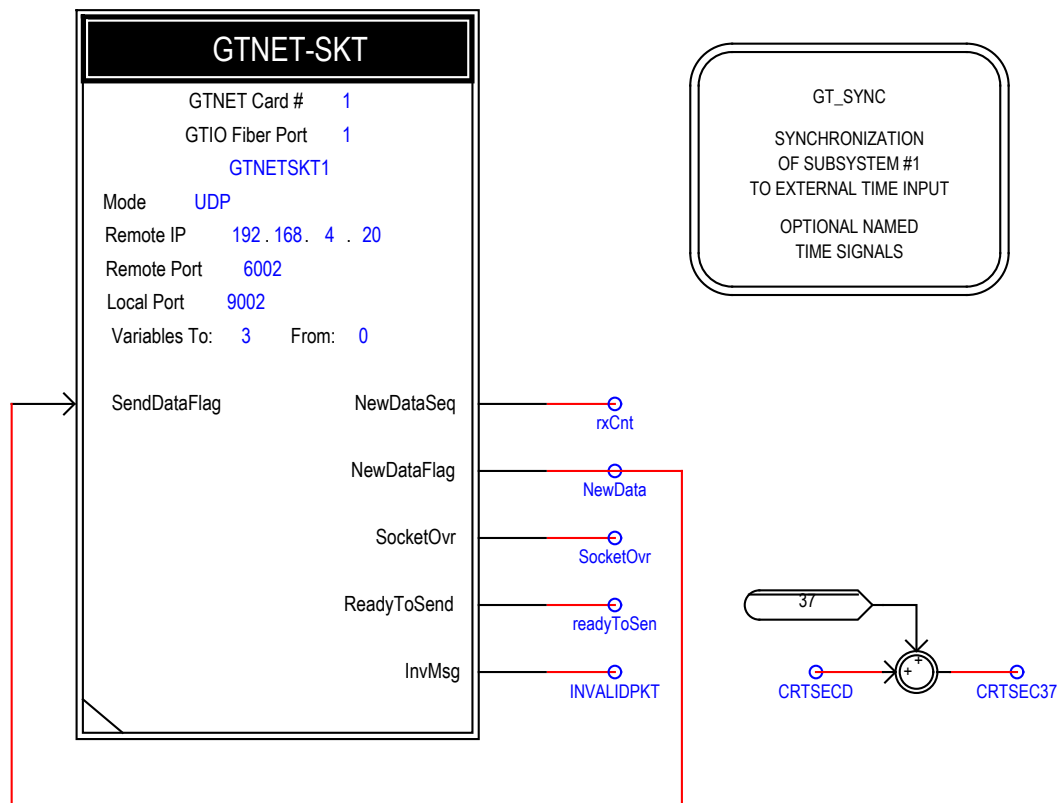 GTNET-SKT
GTNET Card # 1
GTIO Fiber Port 1
GTNETSKT1
Mode UDP
Remote IP 192 . 168 . 4 . 20
Remote Port 6002
Local Port 9002
Variables To: 3 From: 0
SendDataFlag
NewDataSeq
rxCnt
NewDataFlag
NewData
SocketOvr
SocketOvr
ReadyToSend
readyToSen
InvMsg
INVALIDPKT
GT_SYNC
SYNCHRONIZATION
OF SUBSYSTEM #1
TO EXTERNAL TIME INPUT
OPTIONAL NAMED
TIME SIGNALS
37
+
+
CRTSECD
CRTSEC37